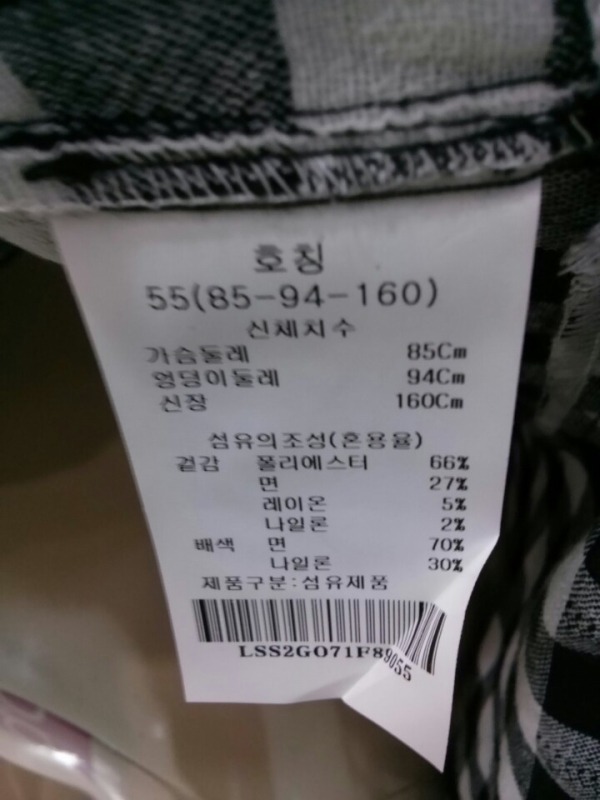 호칭
55(85-94-160)
신체치수
가슴둘레 85Cm
엉덩이둘레 94Cm
신장 160Cm
섬유의조성(혼용율)
겉감 폴리에스터 66%
면 27%
레이온 5%
나일론 2%
배색 면 70%
나일론 30%
제품구분:섬유제품
LSS2GO71F89055